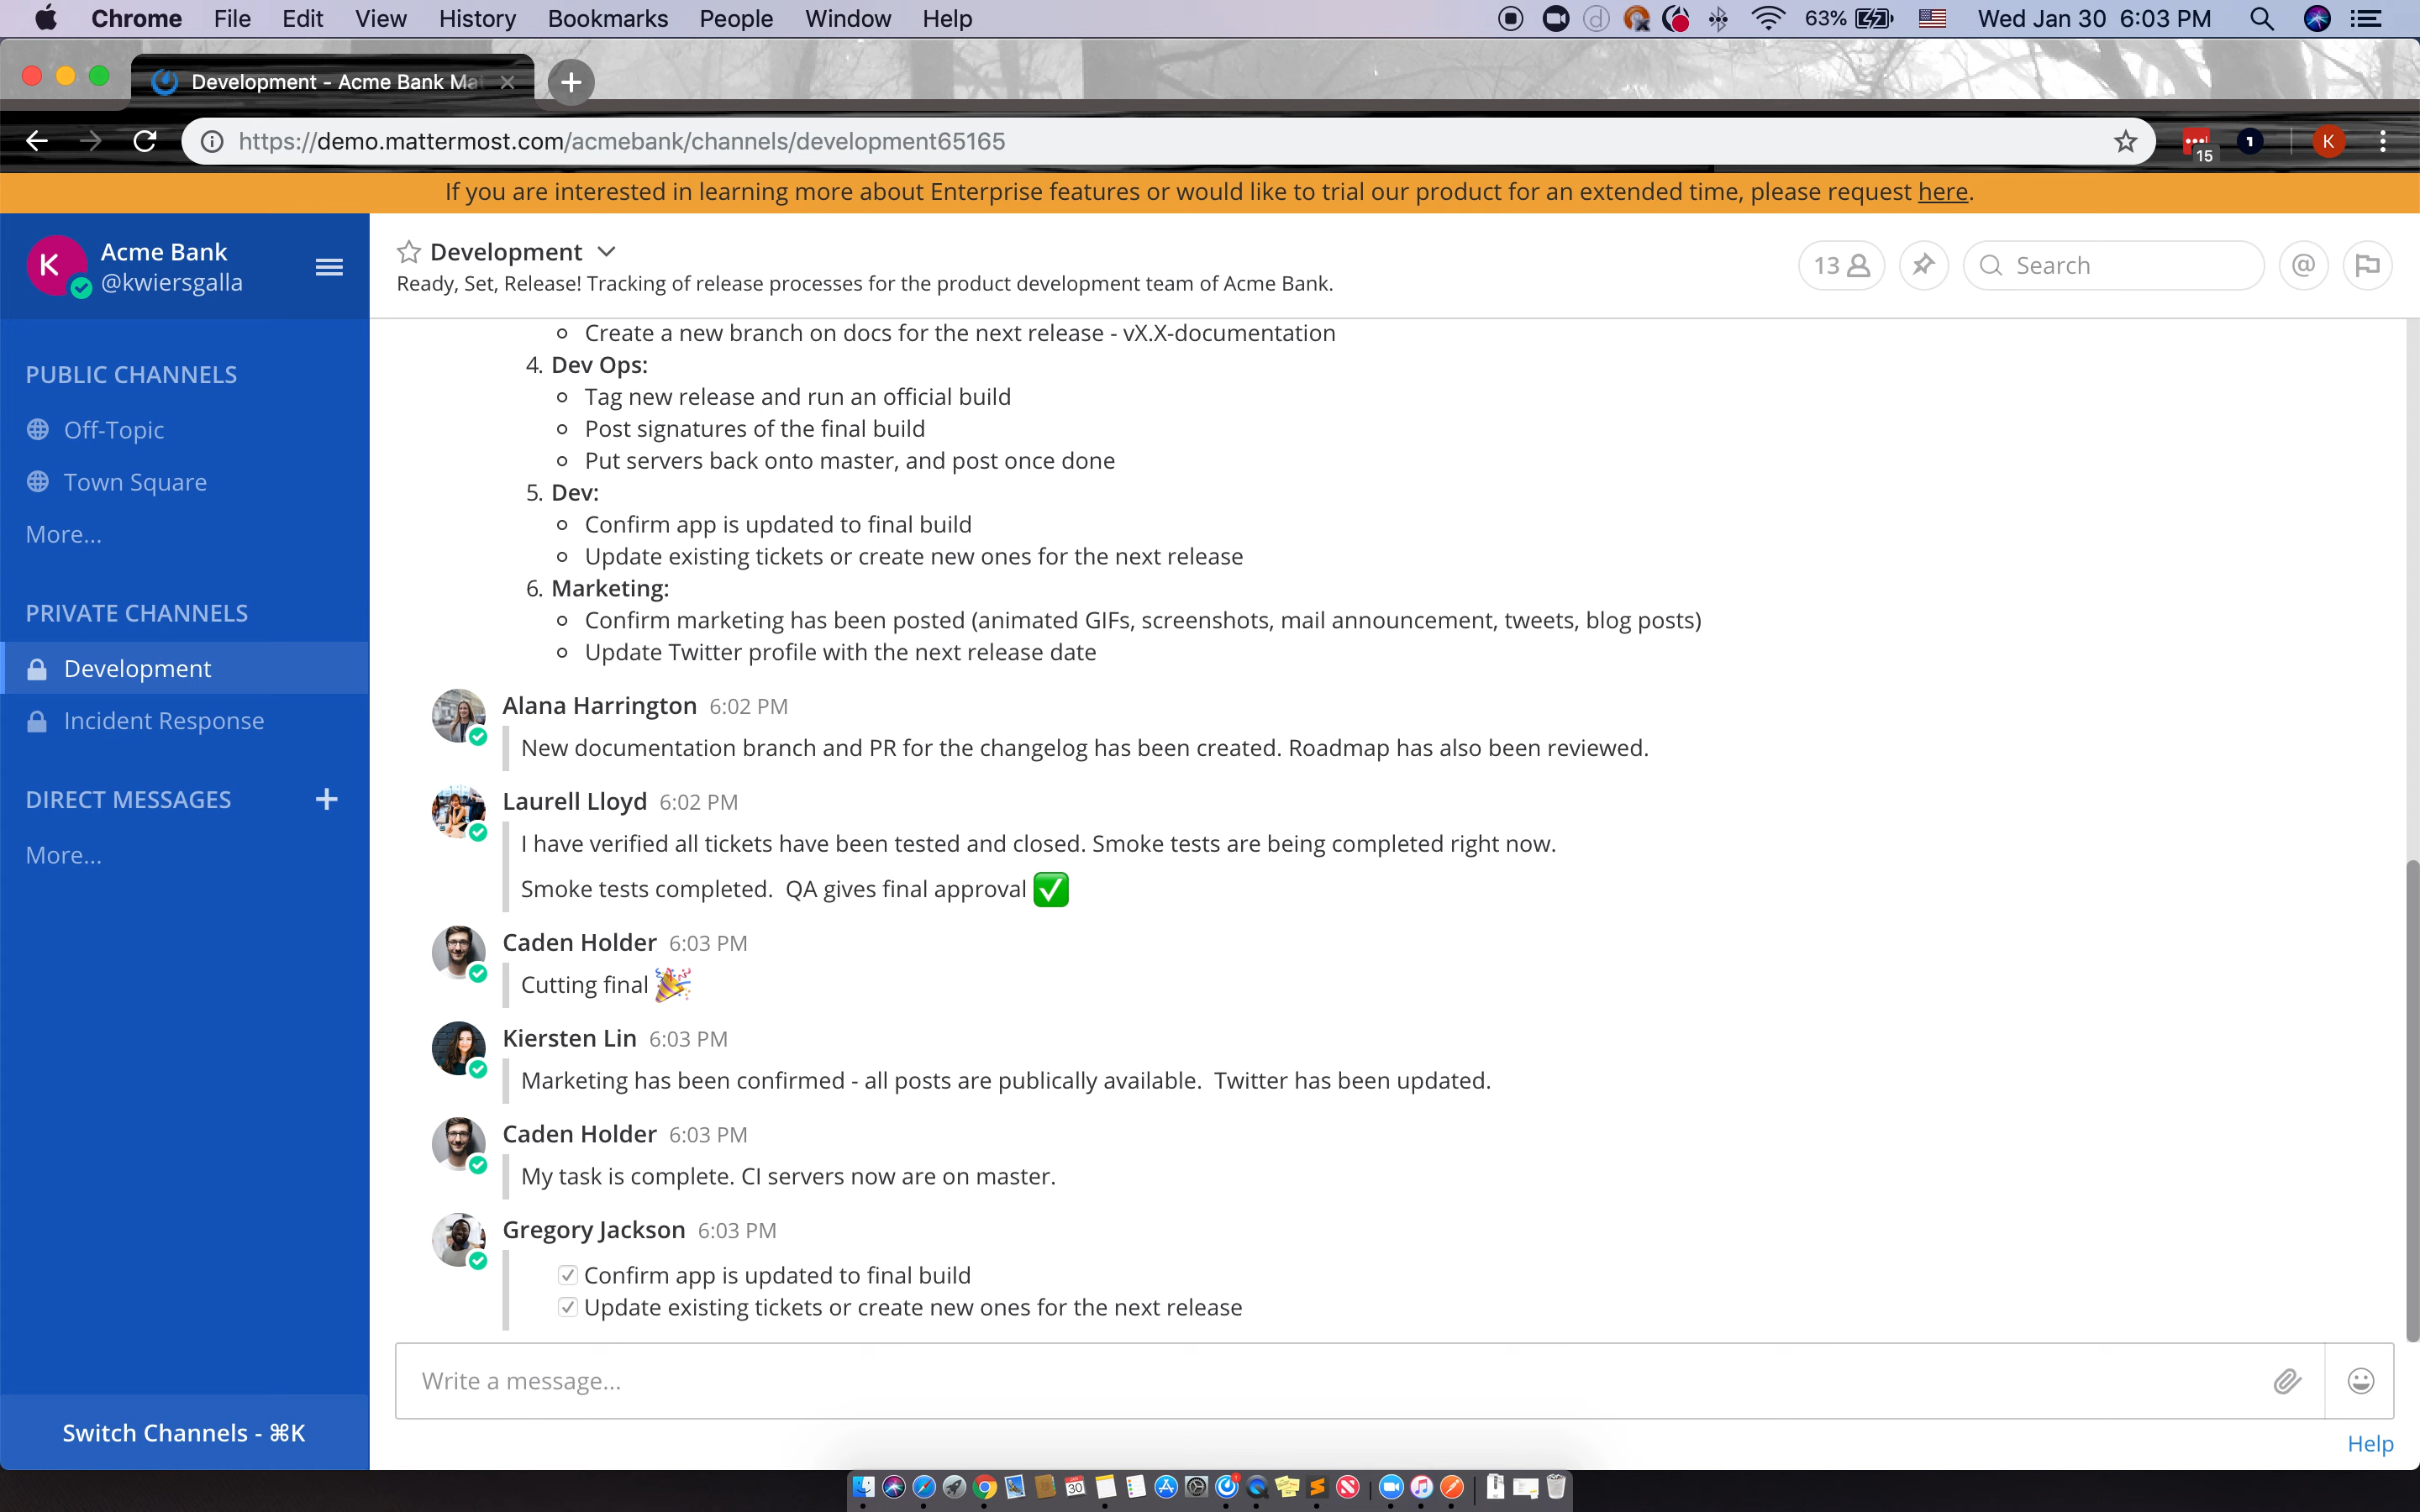 Chrome File Edit View History Bookmarks People Window Help 63% Wed Jan 30 6:03 PM
Development - Acme Bank Ma
https://demo.mattermost.com/acmebank/channels/development65165
15
1
K
If you are interested in learning more about Enterprise features or would like to trial our product for an extended time, please request here.
K
Acme Bank
@kwiersgalla
PUBLIC CHANNELS
Off-Topic
Town Square
More...
PRIVATE CHANNELS
Development
Incident Response
DIRECT MESSAGES +
More...
Switch Channels - ⌘K
Development
Ready, Set, Release! Tracking of release processes for the product development team of Acme Bank.
13
Search
@
Create a new branch on docs for the next release - vX.X-documentation
4. Dev Ops:
Tag new release and run an official build
Post signatures of the final build
Put servers back onto master, and post once done
5. Dev:
Confirm app is updated to final build
Update existing tickets or create new ones for the next release
6. Marketing:
Confirm marketing has been posted (animated GIFs, screenshots, mail announcement, tweets, blog posts)
Update Twitter profile with the next release date
Alana Harrington 6:02 PM
New documentation branch and PR for the changelog has been created. Roadmap has also been reviewed.
Laurell Lloyd 6:02 PM
I have verified all tickets have been tested and closed. Smoke tests are being completed right now.
Smoke tests completed. QA gives final approval ✅
Caden Holder 6:03 PM
Cutting final 🎉
Kiersten Lin 6:03 PM
Marketing has been confirmed - all posts are publically available. Twitter has been updated.
Caden Holder 6:03 PM
My task is complete. CI servers now are on master.
Gregory Jackson 6:03 PM
Confirm app is updated to final build
Update existing tickets or create new ones for the next release
Write a message...
Help
30